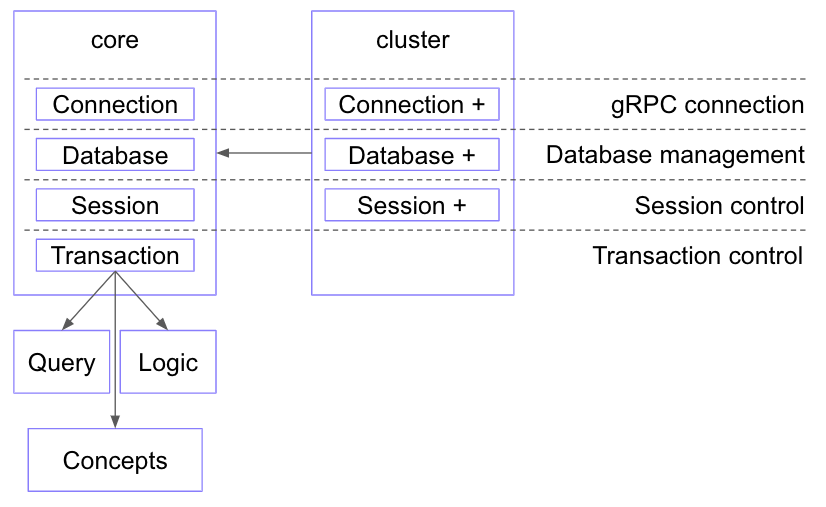 core
cluster
Connection
Connection +
gRPC connection
Database
Database +
Database management
Session
Session +
Session control
Transaction
Transaction control
Query
Logic
Concepts